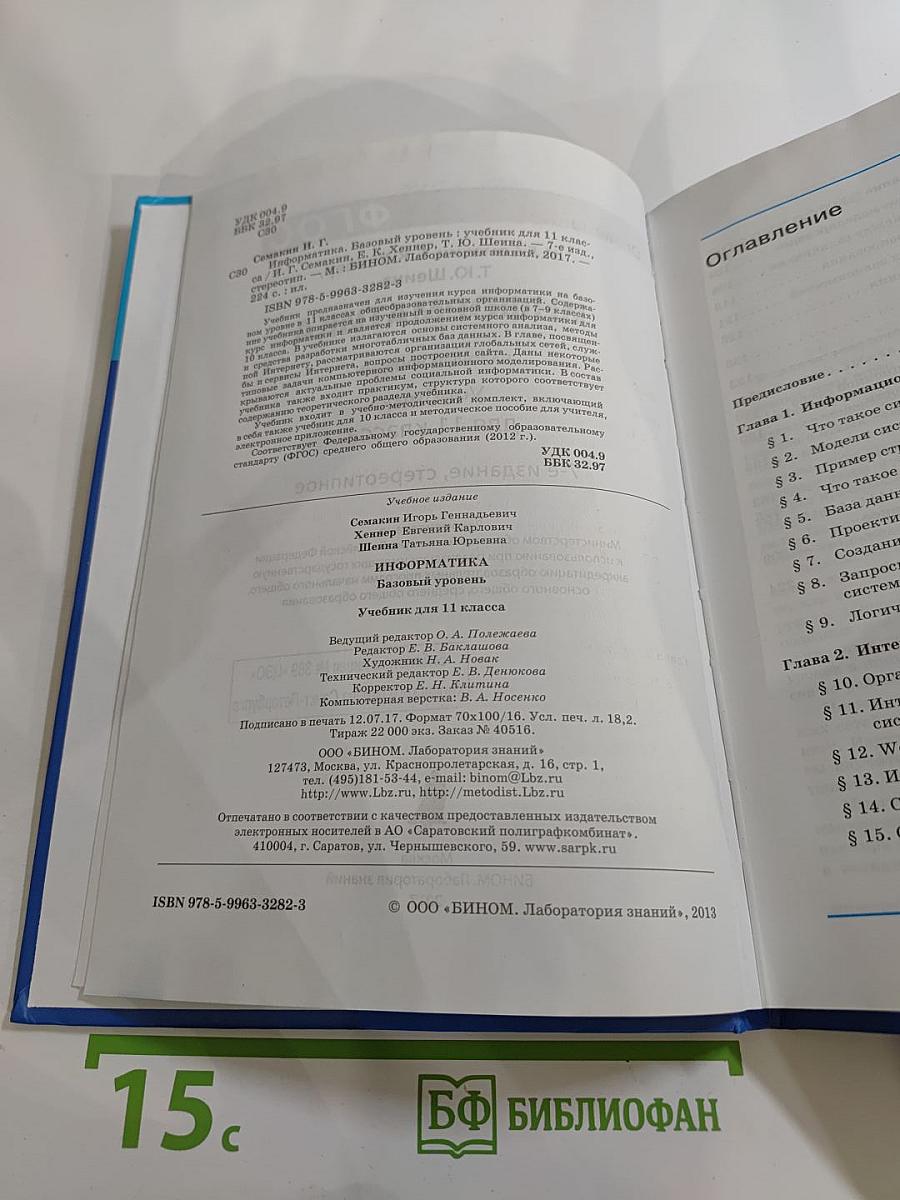 УДК 004.9
ББК 32.97
С30
Семакин И. Г.
С30 Информатика. Базовый уровень : учебник для 11 клас-
са / И. Г. Семакин, Е. К. Хеннер, Т. Ю. Шеина. — 7-е изд.,
стереотип. — М. : БИНОМ. Лаборатория знаний, 2017. —
224 с. : ил.
ISBN 978-5-9963-3282-3
Учебник предназначен для изучения курса информатики на базо-
вом уровне в 11 классах общеобразовательных организаций. Содержа-
ние учебника опирается на изученный в основной школе (в 7–9 классах)
курс информатики и является продолжением курса информатики для
10 класса. В учебнике излагаются основы системного анализа, методы
и средства разработки многотабличных баз данных. В главе, посвящен-
ной Интернету, рассматриваются организация глобальных сетей, служ-
бы и сервисы Интернета, вопросы построения сайта. Даны некоторые
типовые задачи компьютерного информационного моделирования. Рас-
крываются актуальные проблемы социальной информатики. В состав
учебника также входит практикум, структура которого соответствует
содержанию теоретического раздела учебника.
Учебник входит в учебно-методический комплект, включающий
в себя также учебник для 10 класса и методическое пособие для учителя,
электронное приложение.
Соответствует Федеральному государственному образовательному
стандарту (ФГОС) среднего общего образования (2012 г.).
УДК 004.9
ББК 32.97
Учебное издание
Семакин Игорь Геннадьевич
Хеннер Евгений Карлович
Шеина Татьяна Юрьевна
ИНФОРМАТИКА
Базовый уровень
Учебник для 11 класса
Ведущий редактор О. А. Полежаева
Редактор Е. В. Баклашова
Художник Н. А. Новак
Технический редактор Е. В. Денюкова
Корректор Е. Н. Клитина
Компьютерная верстка: В. А. Носенко
Подписано в печать 12.07.17. Формат 70х100/16. Усл. печ. л. 18,2.
Тираж 22 000 экз. Заказ № 40516.
ООО «БИНОМ. Лаборатория знаний»
127473, Москва, ул. Краснопролетарская, д. 16, стр. 1,
тел. (495)181-53-44, e-mail: binom@Lbz.ru
http://www.Lbz.ru, http://metodist.Lbz.ru
Отпечатано в соответствии с качеством предоставленных издательством
электронных носителей в АО «Саратовский полиграфкомбинат».
410004, г. Саратов, ул. Чернышевского, 59. www.sarpk.ru
ISBN 978-5-9963-3282-3
© ООО «БИНОМ. Лаборатория знаний», 2013
Оглавление
Предисловие . . . . . .
Глава 1. Информацио
§ 1. Что такое си
§ 2. Модели сис
§ 3. Пример стр
§ 4. Что такое
§ 5. База данн
§ 6. Проекти
§ 7. Создани
§ 8. Запрос
систем
§ 9. Логич
Глава 2. Инте
§ 10. Орга
§ 11. Инт
сис
§ 12. W
§ 13. И
§ 14. С
§ 15.
15 с
БФ БИБЛИОФАН